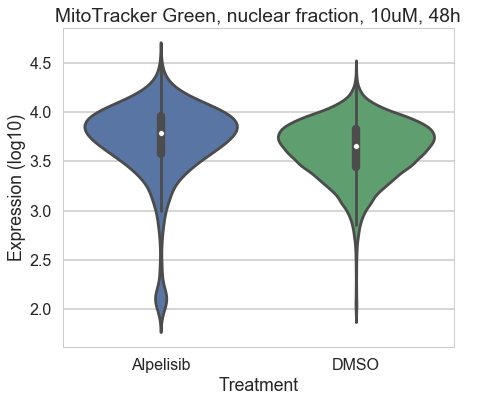 MitoTracker Green, nuclear fraction, 10uM, 48h
4.5
4.0
3.5
3.0
2.5
2.0
Expression (log10)
Alpelisib DMSO
Treatment